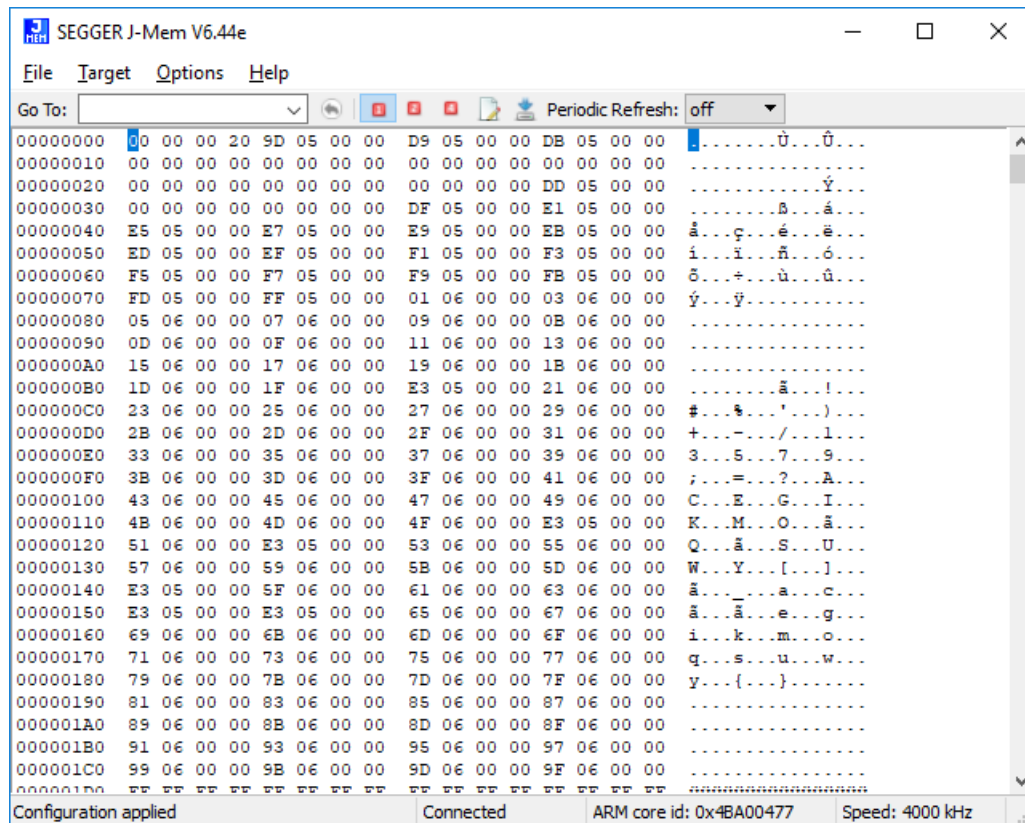 SEGGER J-Mem V6.44e
File Target Options Help
Go To: 1 2 4 Periodic Refresh: off
00000000 00 00 00 20 9D 05 00 00 D9 05 00 00 DB 05 00 00 ........Ù...Û...
00000010 00 00 00 00 00 00 00 00 00 00 00 00 00 00 00 00 ................
00000020 00 00 00 00 00 00 00 00 00 00 00 00 DD 05 00 00 ............Ý...
00000030 00 00 00 00 00 00 00 00 DF 05 00 00 E1 05 00 00 ........ß...á...
00000040 E5 05 00 00 E7 05 00 00 E9 05 00 00 EB 05 00 00 å...ç...é...ë...
00000050 ED 05 00 00 EF 05 00 00 F1 05 00 00 F3 05 00 00 í...ï...ñ...ó...
00000060 F5 05 00 00 F7 05 00 00 F9 05 00 00 FB 05 00 00 õ...÷...ù...û...
00000070 FD 05 00 00 FF 05 00 00 01 06 00 00 03 06 00 00 ý...ÿ...........
00000080 05 06 00 00 07 06 00 00 09 06 00 00 0B 06 00 00 ................
00000090 0D 06 00 00 0F 06 00 00 11 06 00 00 13 06 00 00 ................
000000A0 15 06 00 00 17 06 00 00 19 06 00 00 1B 06 00 00 ................
000000B0 1D 06 00 00 1F 06 00 00 E3 05 00 00 21 06 00 00 ........ã...!...
000000C0 23 06 00 00 25 06 00 00 27 06 00 00 29 06 00 00 #...%...'...)...
000000D0 2B 06 00 00 2D 06 00 00 2F 06 00 00 31 06 00 00 +...-.../...1...
000000E0 33 06 00 00 35 06 00 00 37 06 00 00 39 06 00 00 3...5...7...9...
000000F0 3B 06 00 00 3D 06 00 00 3F 06 00 00 41 06 00 00 ;...=...?...A...
00000100 43 06 00 00 45 06 00 00 47 06 00 00 49 06 00 00 C...E...G...I...
00000110 4B 06 00 00 4D 06 00 00 4F 06 00 00 E3 05 00 00 K...M...O...ã...
00000120 51 06 00 00 E3 05 00 00 53 06 00 00 55 06 00 00 Q...ã...S...U...
00000130 57 06 00 00 59 06 00 00 5B 06 00 00 5D 06 00 00 W...Y...[...]...
00000140 E3 05 00 00 5F 06 00 00 61 06 00 00 63 06 00 00 ã..._...a...c...
00000150 E3 05 00 00 E3 05 00 00 65 06 00 00 67 06 00 00 ã...ã...e...g...
00000160 69 06 00 00 6B 06 00 00 6D 06 00 00 6F 06 00 00 i...k...m...o...
00000170 71 06 00 00 73 06 00 00 75 06 00 00 77 06 00 00 q...s...u...w...
00000180 79 06 00 00 7B 06 00 00 7D 06 00 00 7F 06 00 00 y...{...}.......
00000190 81 06 00 00 83 06 00 00 85 06 00 00 87 06 00 00 ................
000001A0 89 06 00 00 8B 06 00 00 8D 06 00 00 8F 06 00 00 ................
000001B0 91 06 00 00 93 06 00 00 95 06 00 00 97 06 00 00 ................
000001C0 99 06 00 00 9B 06 00 00 9D 06 00 00 9F 06 00 00 ................
000001D0 FF FF FF FF FF FF FF FF FF FF FF FF FF FF FF FF ÿÿÿÿÿÿÿÿÿÿÿÿÿÿÿÿ
Configuration applied Connected ARM core id: 0x4BA00477 Speed: 4000 kHz